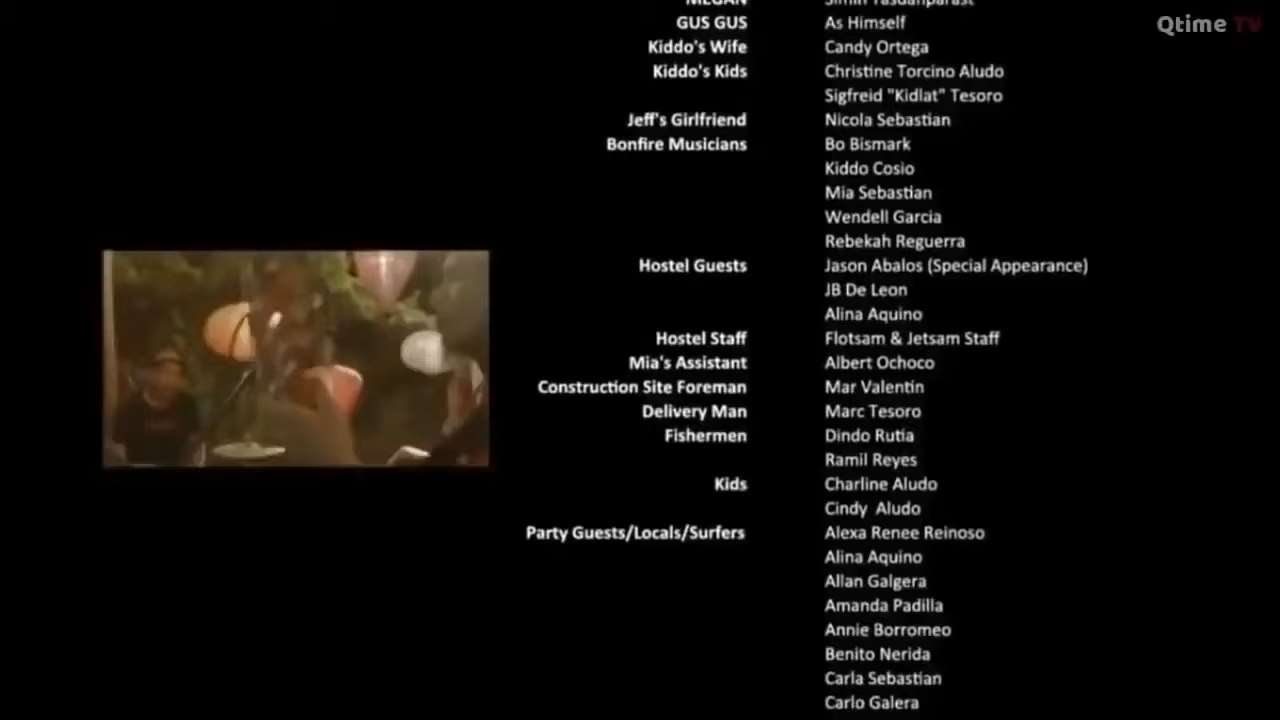 Qtime TV
MEGAN Simin Yasdanparast
GUS GUS As Himself
Kiddo's Wife Candy Ortega
Kiddo's Kids Christine Torcino Aludo
Sigfreid "Kidlat" Tesoro
Jeff's Girlfriend Nicola Sebastian
Bonfire Musicians Bo Bismark
Kiddo Cosio
Mia Sebastian
Wendell Garcia
Rebekah Reguerra
Hostel Guests Jason Abalos (Special Appearance)
JB De Leon
Alina Aquino
Hostel Staff Flotsam & Jetsam Staff
Mia's Assistant Albert Ochoco
Construction Site Foreman Mar Valentin
Delivery Man Marc Tesoro
Fishermen Dindo Rutia
Ramil Reyes
Kids Charline Aludo
Cindy  Aludo
Party Guests/Locals/Surfers Alexa Renee Reinoso
Alina Aquino
Allan Galgera
Amanda Padilla
Annie Borromeo
Benito Nerida
Carla Sebastian
Carlo Galera